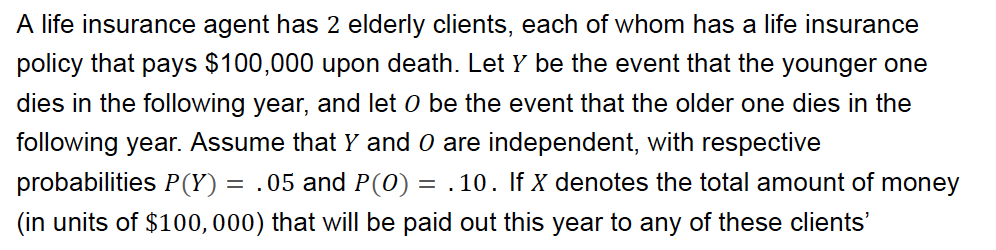 A life insurance agent has 2 elderly clients, each of whom has a life insurance
policy that pays $100,000 upon death. Let Y be the event that the younger one
dies in the following year, and let O be the event that the older one dies in the
following year. Assume that Y and O are independent, with respective
probabilities P(Y) = .05 and P(O) = .10. If X denotes the total amount of money
(in units of $100,000) that will be paid out this year to any of these clients’